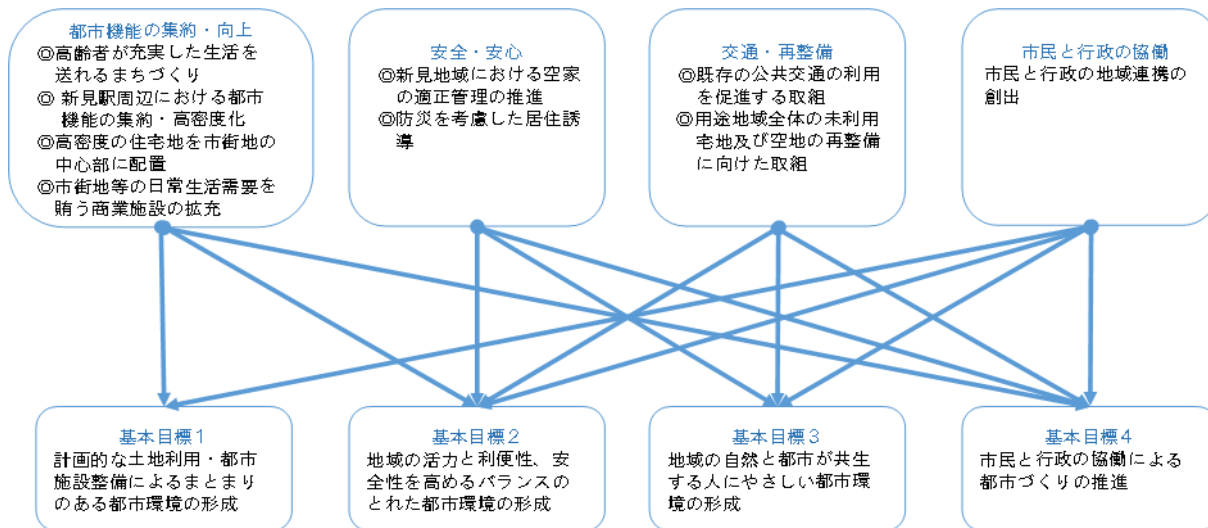 都市機能の集約・向上
◎高齢者が充実した生活を
送れるまちづくり
◎ 新見駅周辺における都市
機能の集約・高密度化
◎高密度の住宅地を市街地の
中心部に配置
◎市街地等の日常生活需要を
賄う商業施設の拡充
安全・安心
◎新見地域における空家
の適正管理の推進
◎防災を考慮した居住誘
導
交通・再整備
◎既存の公共交通の利用
を促進する取組
◎用途地域全体の未利用
宅地及び空地の再整備
に向けた取組
市民と行政の協働
市民と行政の地域連携の
創出
基本目標1
計画的な土地利用・都市
施設整備によるまとまり
のある都市環境の形成
基本目標2
地域の活力と利便性、安
全性を高めるバランスの
とれた都市環境の形成
基本目標3
地域の自然と都市が共生
する人にやさしい都市環
境の形成
基本目標4
市民と行政の協働による
都市づくりの推進